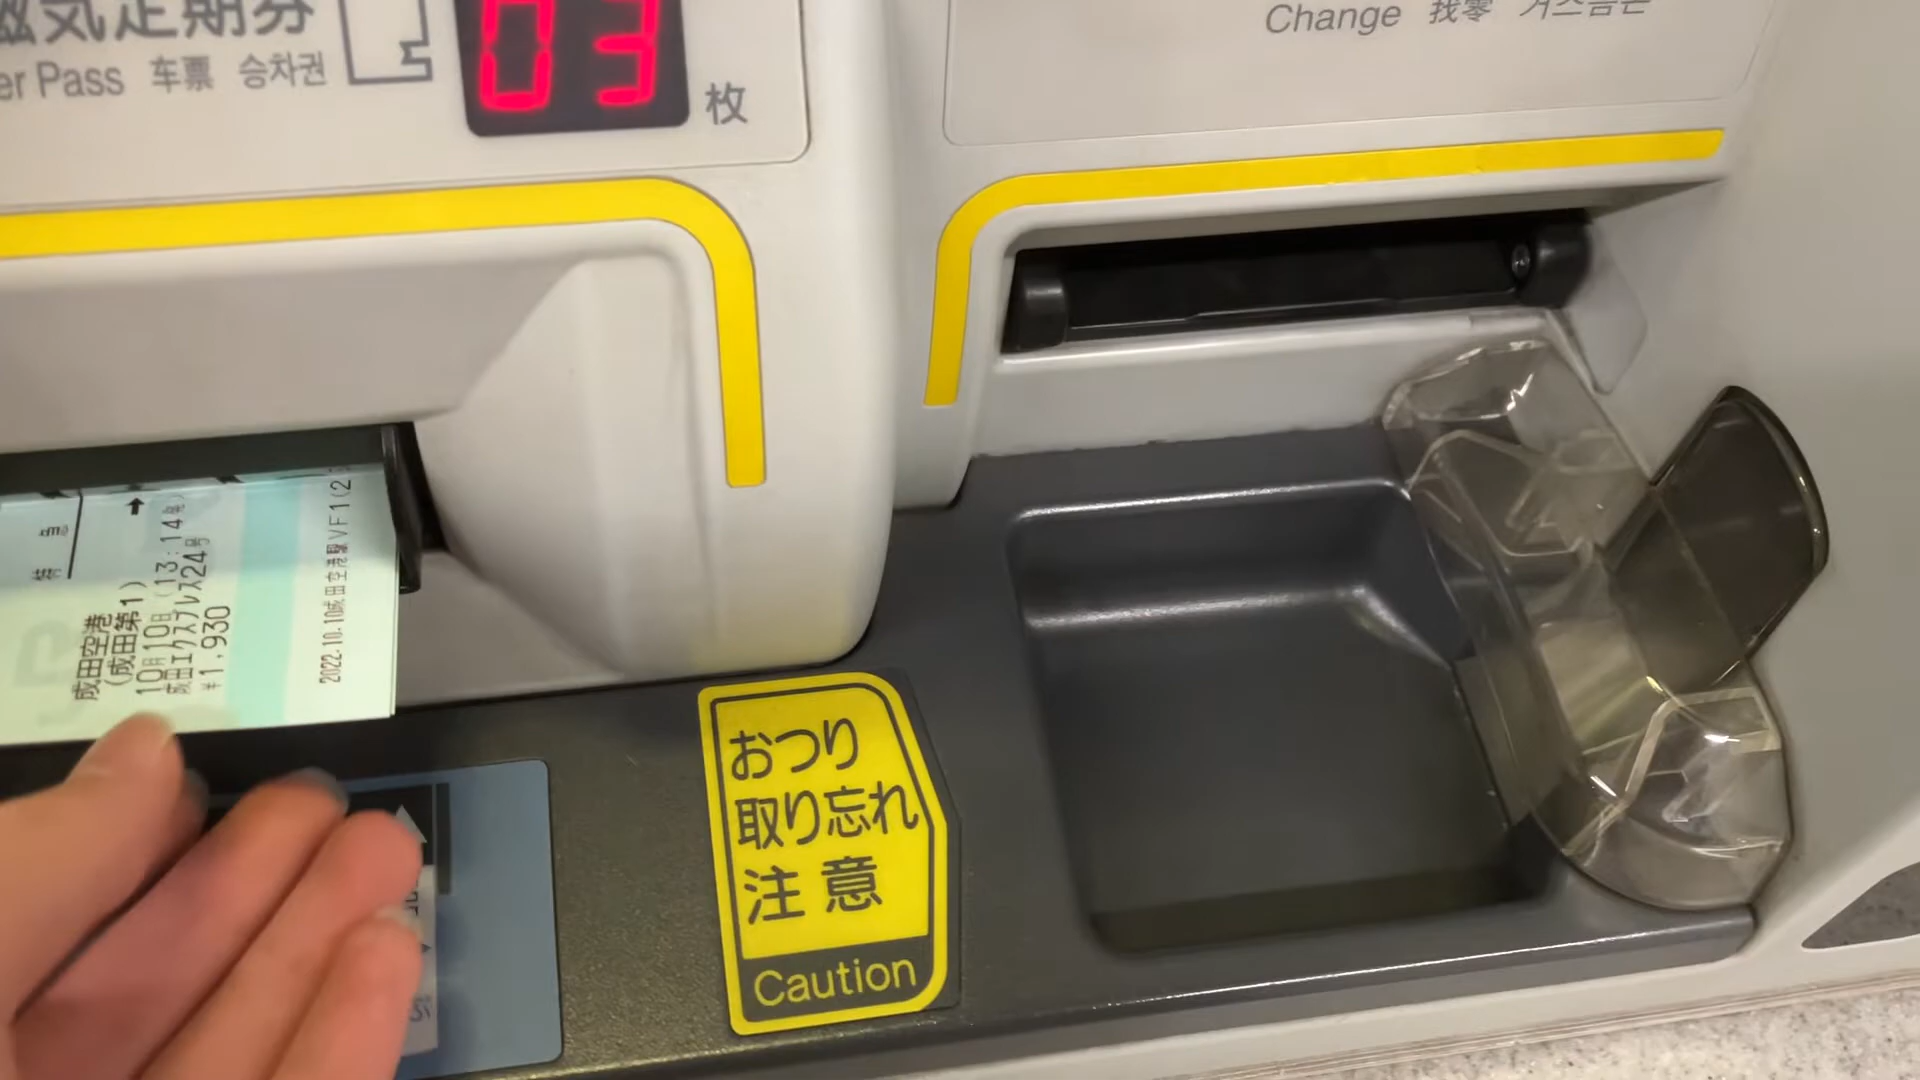 磁気定期券
er Pass 车票 승차권
03
枚
Change 找零 거스름돈
特急
成田空港
(成田第1)
10月10日(13:14発)
成田エクスプレス24号
¥1,930
2022.10.10成田空港駅VF1(2
おつり
取り忘れ
注意
Caution